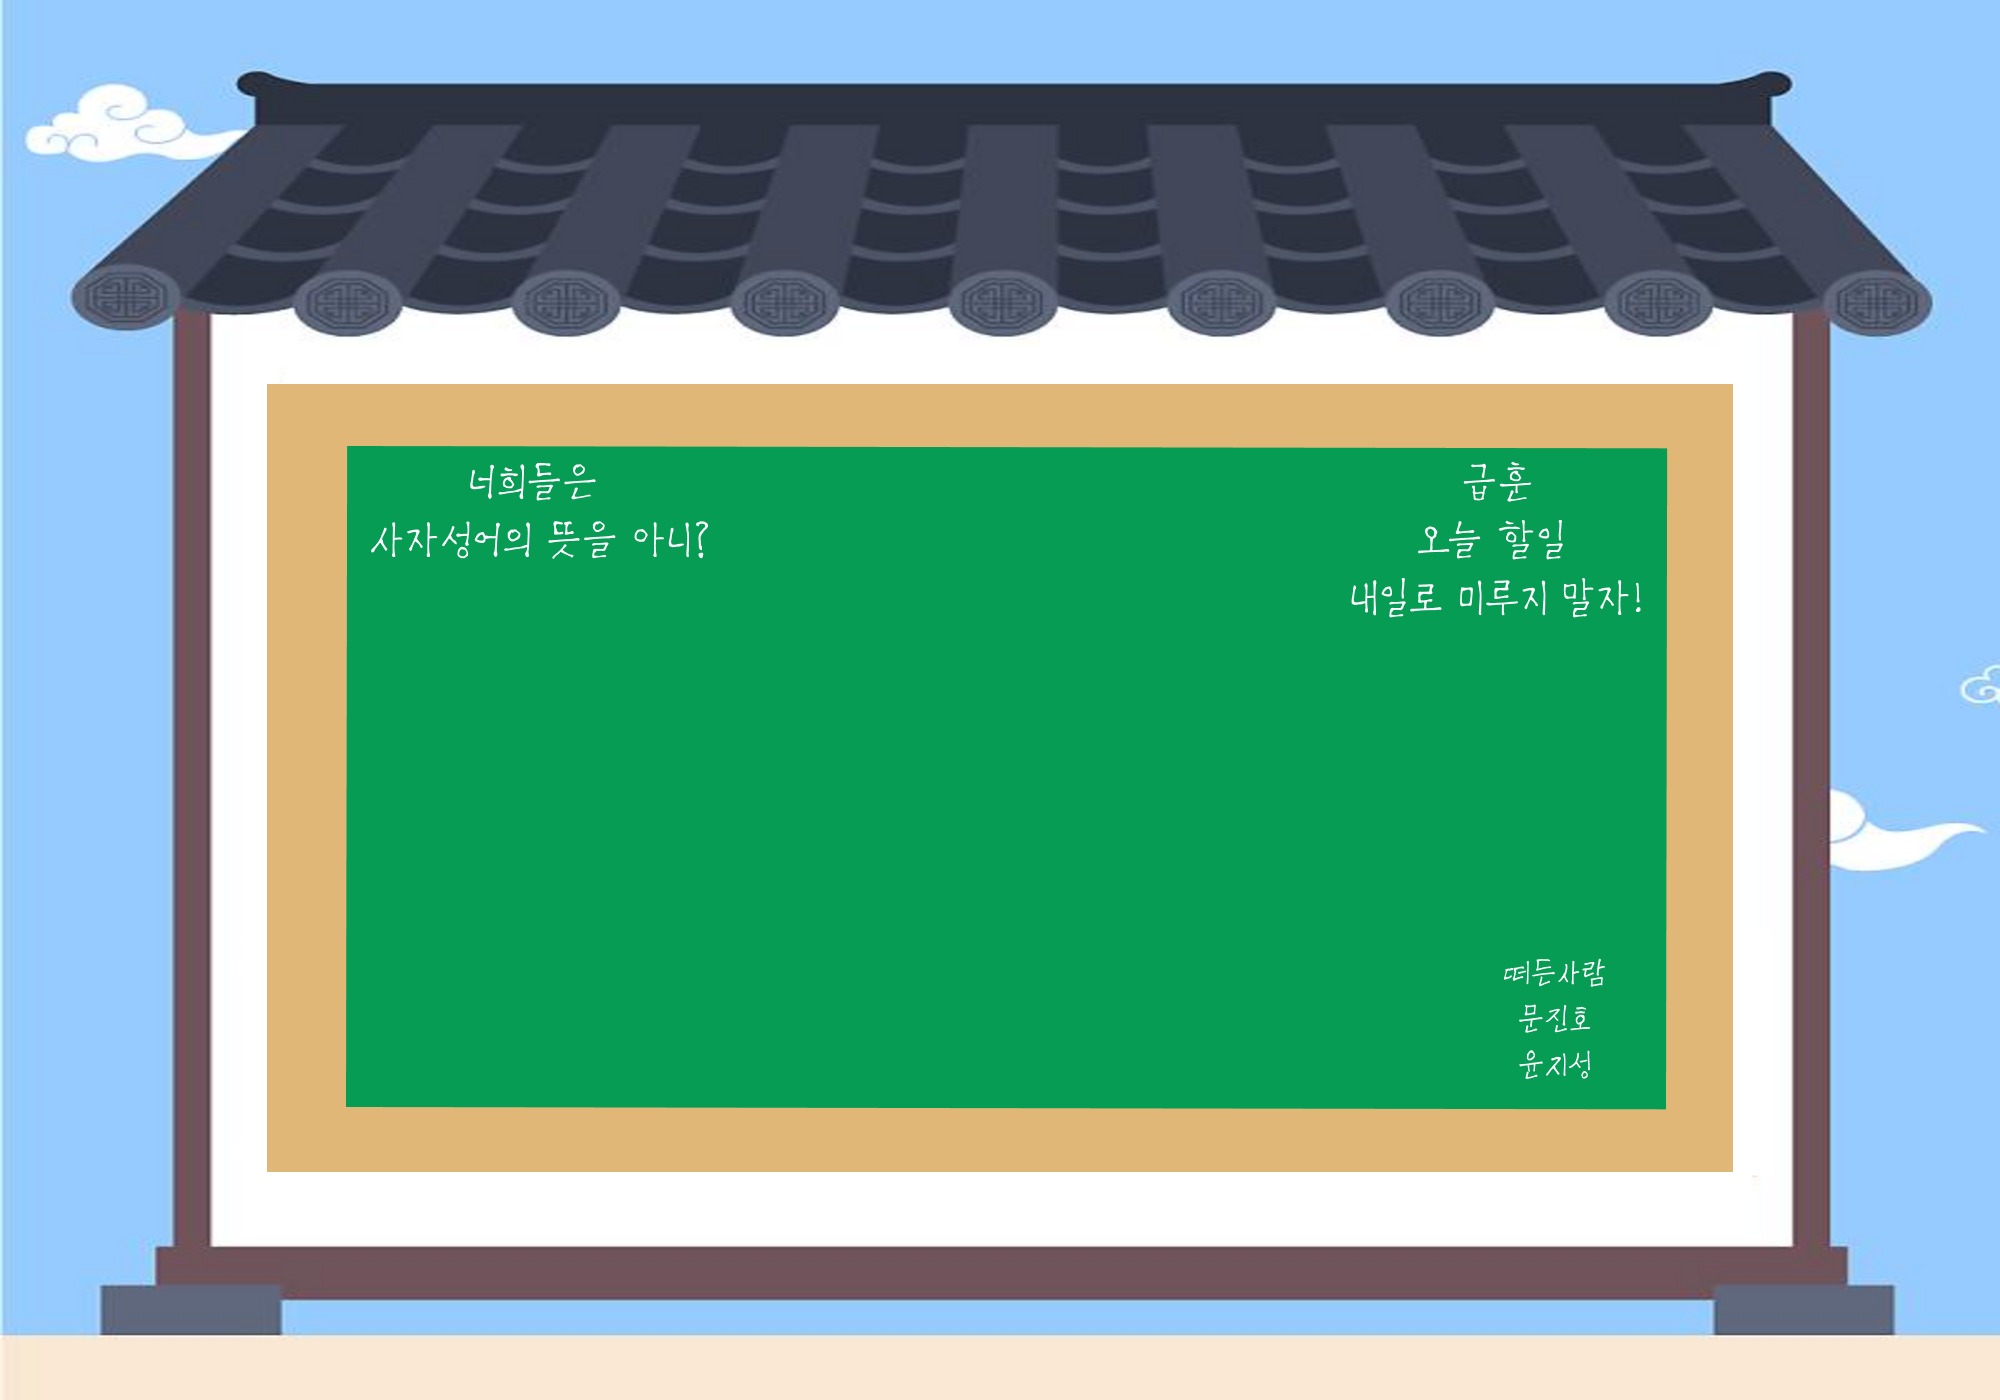 너희들은
사자성어의 뜻을 아니?
급훈
오늘 할일
내일로 미루지 말자!
떠든사람
문진호
윤지성